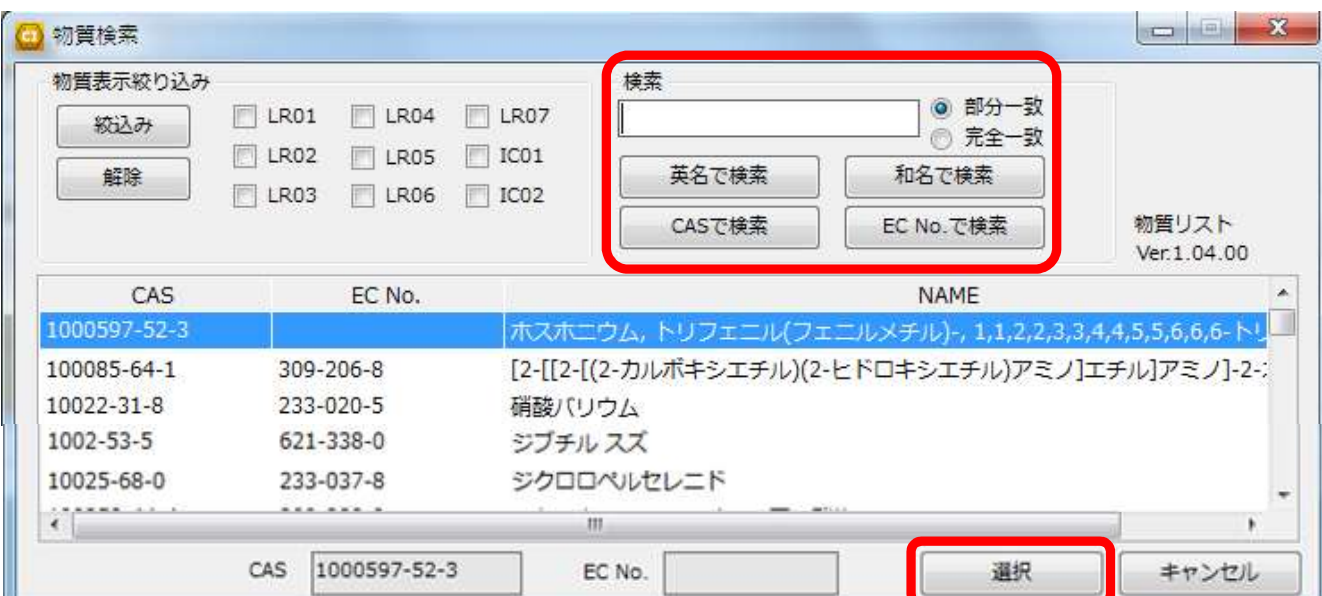 物質検索
物質表示絞り込み
絞込み
解除
LR01 LR04 LR07
LR02 LR05 IC01
LR03 LR06 IC02
検索
部分一致
完全一致
英名で検索 和名で検索
CASで検索 EC No.で検索
物質リスト
Ver.1.04.00
CAS EC No. NAME
1000597-52-3 ホスホニウム, トリフェニル(フェニルメチル)-, 1,1,2,2,3,3,4,4,5,5,6,6,6-トリ
100085-64-1 309-206-8 [2-[[2-[(2-カルボキシエチル)(2-ヒドロキシエチル)アミノ]エチル]アミノ]-2-
10022-31-8 233-020-5 硝酸バリウム
1002-53-5 621-338-0 ジブチル スズ
10025-68-0 233-037-8 ジクロロペルセレニド
CAS 1000597-52-3 EC No. 選択 キャンセル